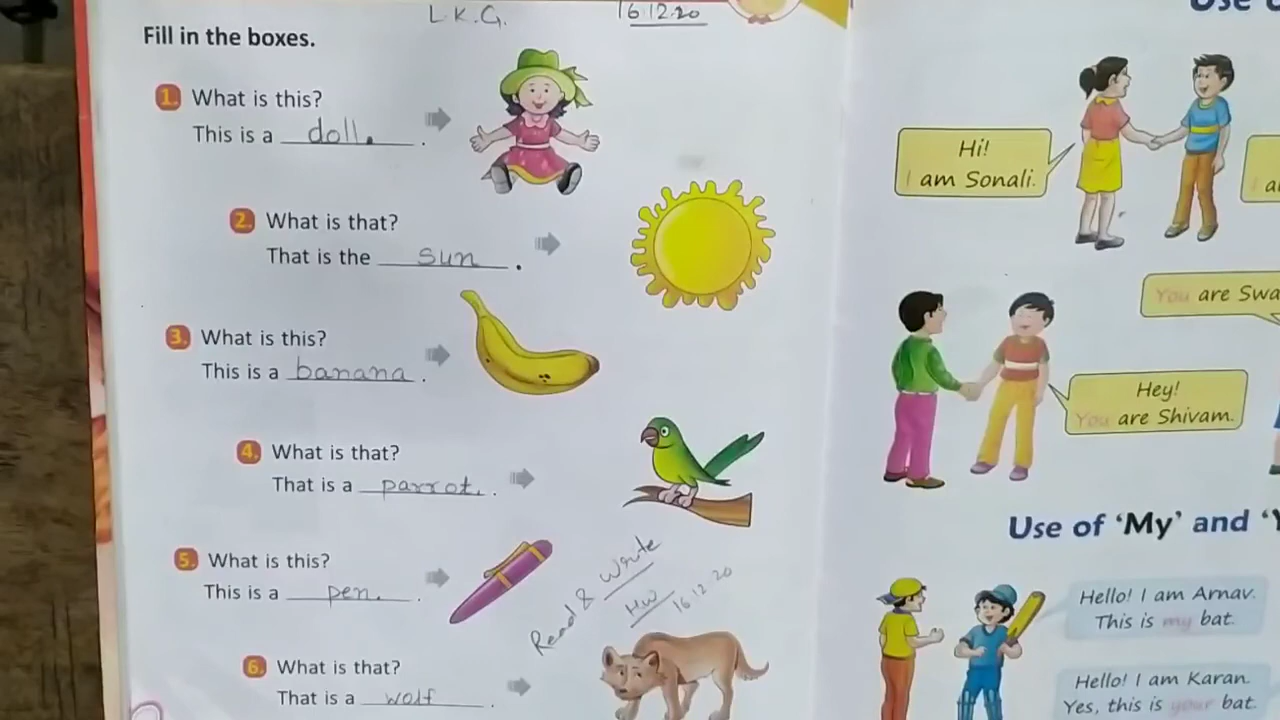 L.K.G. 16.12.20
Fill in the boxes.
1. What is this?
This is a doll. .
2. What is that?
That is the sun .
3. What is this?
This is a banana .
4. What is that?
That is a parrot. .
5. What is this?
This is a pen. .
Read & Write
HW 16.12.20
6. What is that?
That is a wolf .
Hi!
I am Sonali.
You are
Hey!
You are Shivam.
Use of 'My' and
Hello! I am Arnav.
This is my bat.
Hello! I am Karan.
Yes, this is your bat.